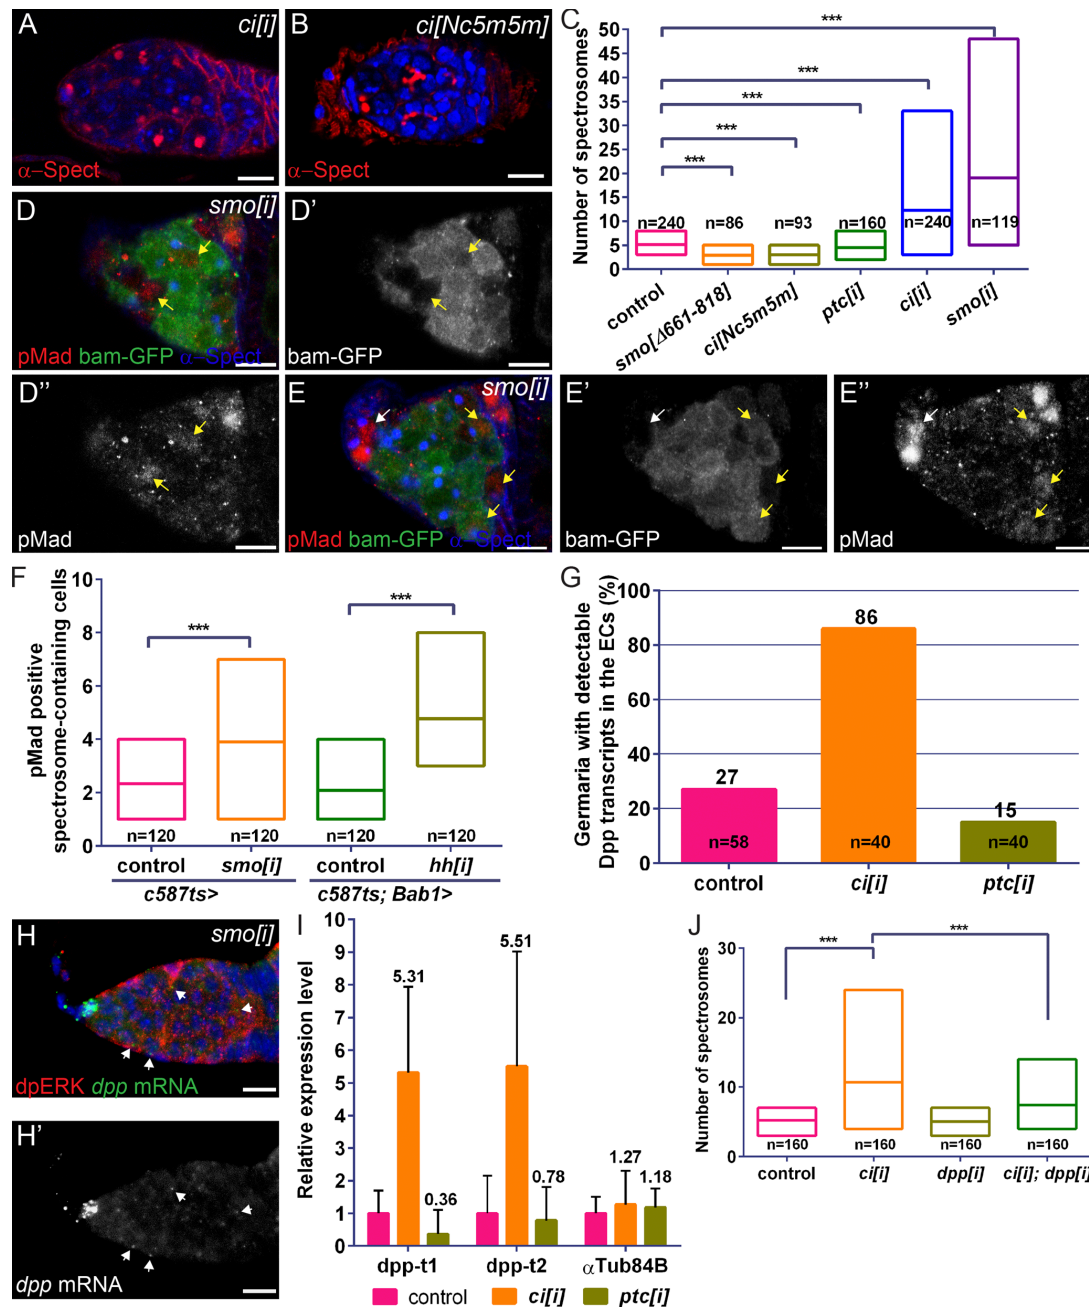 A
ci[i]
α–Spect
B
ci[Nc5m5m]
α–Spect
C
Number of spectrosomes
50
45
40
35
30
25
20
15
10
5
0
***
***
***
***
***
n=240
n=86
n=93
n=160
n=240
n=119
control
smo[Δ661-818]
ci[Nc5m5m]
ptc[i]
ci[i]
smo[i]
D
smo[i]
pMad bam-GFP α–Spect
D'
bam-GFP
D''
pMad
E
smo[i]
pMad bam-GFP α–Spect
E'
bam-GFP
E''
pMad
F
pMad positive
spectrosome-containing cells
10
8
6
4
2
0
***
***
n=120
n=120
n=120
n=120
control
smo[i]
control
hh[i]
c587ts>
c587ts; Bab1>
G
Germaria with detectable
Dpp transcripts in the ECs (%)
100
80
60
40
20
0
27
86
15
n=58
n=40
n=40
control
ci[i]
ptc[i]
H
smo[i]
dpERK dpp mRNA
H'
dpp mRNA
I
Relative expression level
10
9
8
7
6
5
4
3
2
1
0
5.31
0.36
5.51
0.78
1.27
1.18
dpp-t1
dpp-t2
αTub84B
control
ci[i]
ptc[i]
J
Number of spectrosomes
30
20
10
0
***
***
n=160
n=160
n=160
n=160
control
ci[i]
dpp[i]
ci[i]; dpp[i]